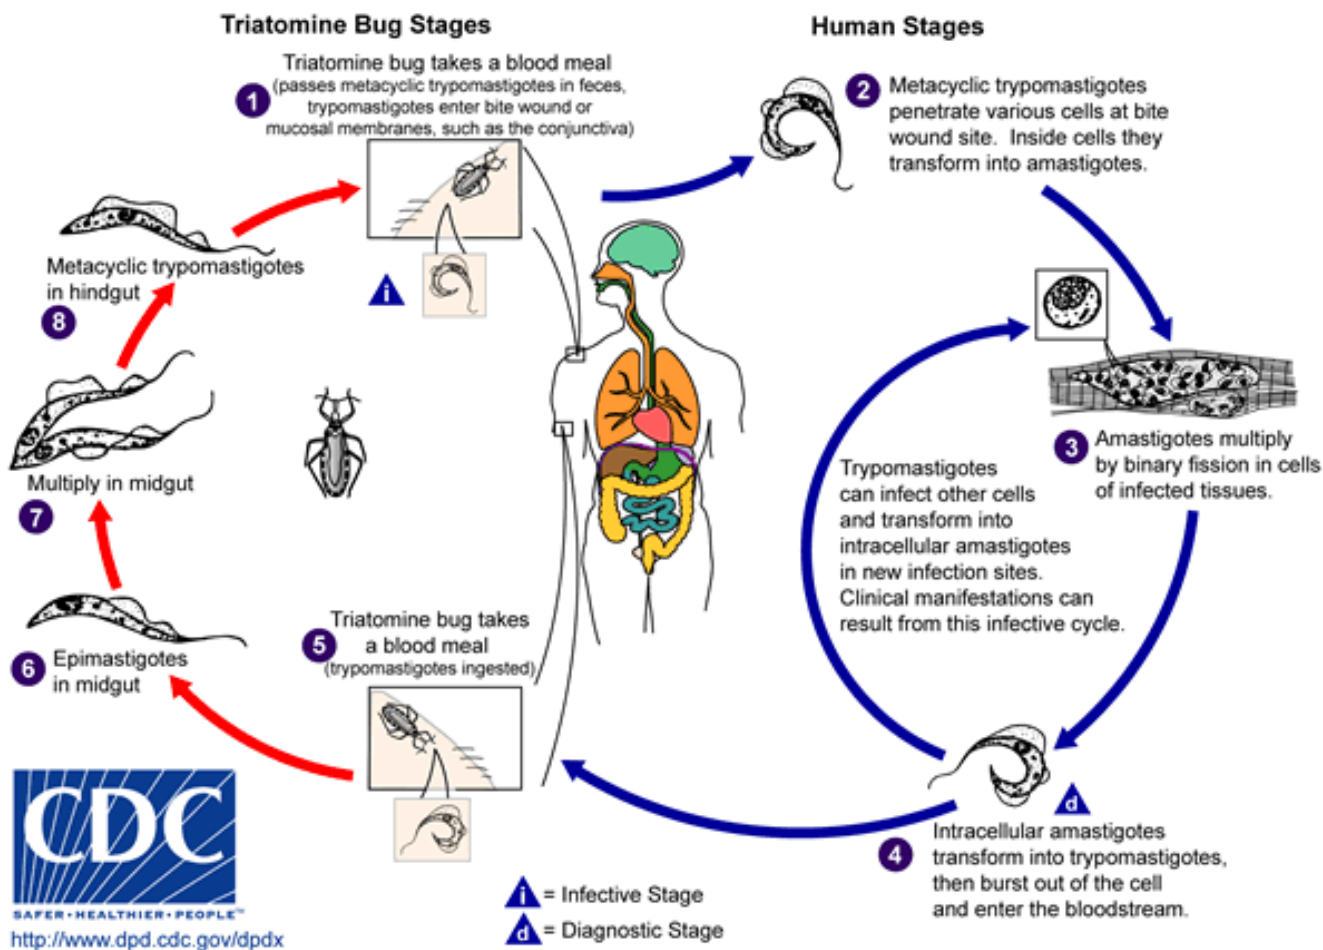 Triatomine Bug Stages
Human Stages
1
Triatomine bug takes a blood meal
(passes metacyclic trypomastigotes in feces,
trypomastigotes enter bite wound or
mucosal membranes, such as the conjunctiva)
i
2
Metacyclic trypomastigotes
penetrate various cells at bite
wound site. Inside cells they
transform into amastigotes.
3
Amastigotes multiply
by binary fission in cells
of infected tissues.
Trypomastigotes
can infect other cells
and transform into
intracellular amastigotes
in new infection sites.
Clinical manifestations can
result from this infective cycle.
d
4
Intracellular amastigotes
transform into trypomastigotes,
then burst out of the cell
and enter the bloodstream.
5
Triatomine bug takes
a blood meal
(trypomastigotes ingested)
6
Epimastigotes
in midgut
Multiply in midgut
7
Metacyclic trypomastigotes
in hindgut
8
i = Infective Stage
d = Diagnostic Stage
CDC
SAFER•HEALTHIER•PEOPLE™
http://www.dpd.cdc.gov/dpdx